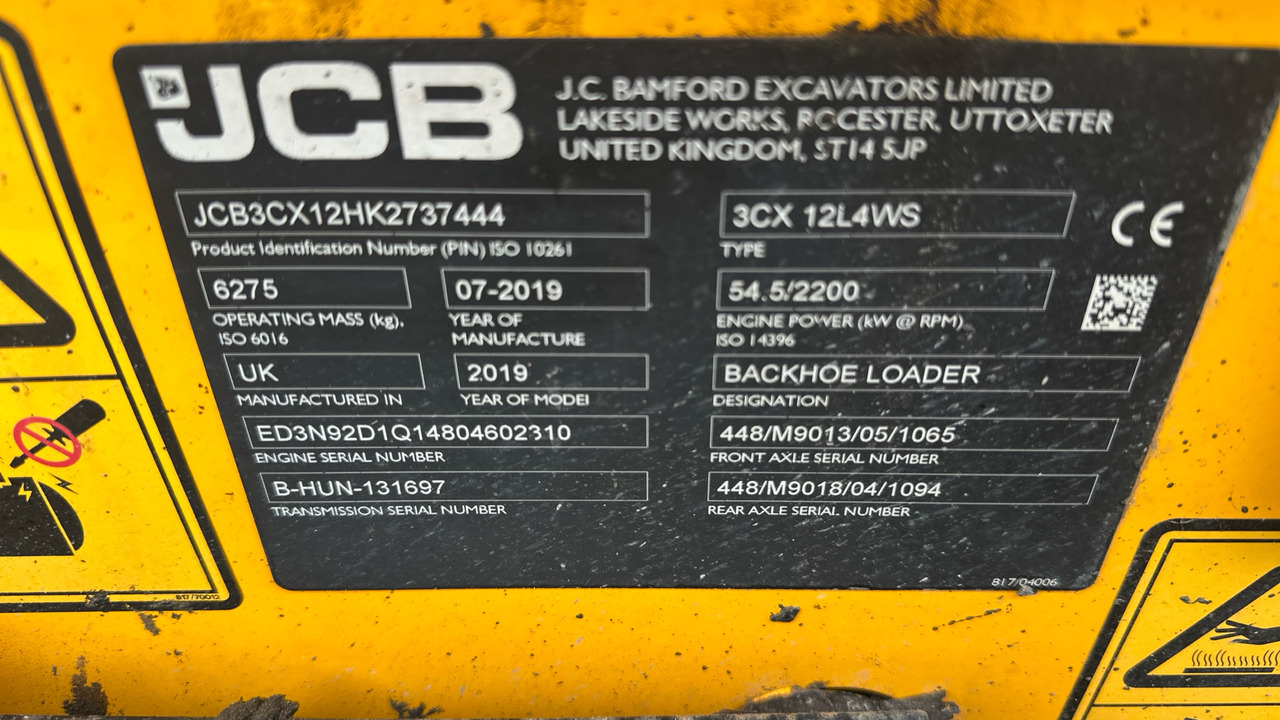 JCB
J.C. BAMFORD EXCAVATORS LIMITED
LAKESIDE WORKS, ROCESTER, UTTOXETER
UNITED KINGDOM, ST14 5JP
JCB3CX12HK2737444
Product Identification Number (PIN) ISO 10261
3CX 12L4WS
TYPE
CE
6275
OPERATING MASS (kg),
ISO 6016
07-2019
YEAR OF
MANUFACTURE
54.5/2200
ENGINE POWER (kW @ RPM)
ISO 14396
UK
MANUFACTURED IN
2019
YEAR OF MODEL
BACKHOE LOADER
DESIGNATION
ED3N92D1Q14804602310
ENGINE SERIAL NUMBER
448/M9013/05/1065
FRONT AXLE SERIAL NUMBER
B-HUN-131697
TRANSMISSION SERIAL NUMBER
448/M9018/04/1094
REAR AXLE SERIAL NUMBER
817/04006
817/70012